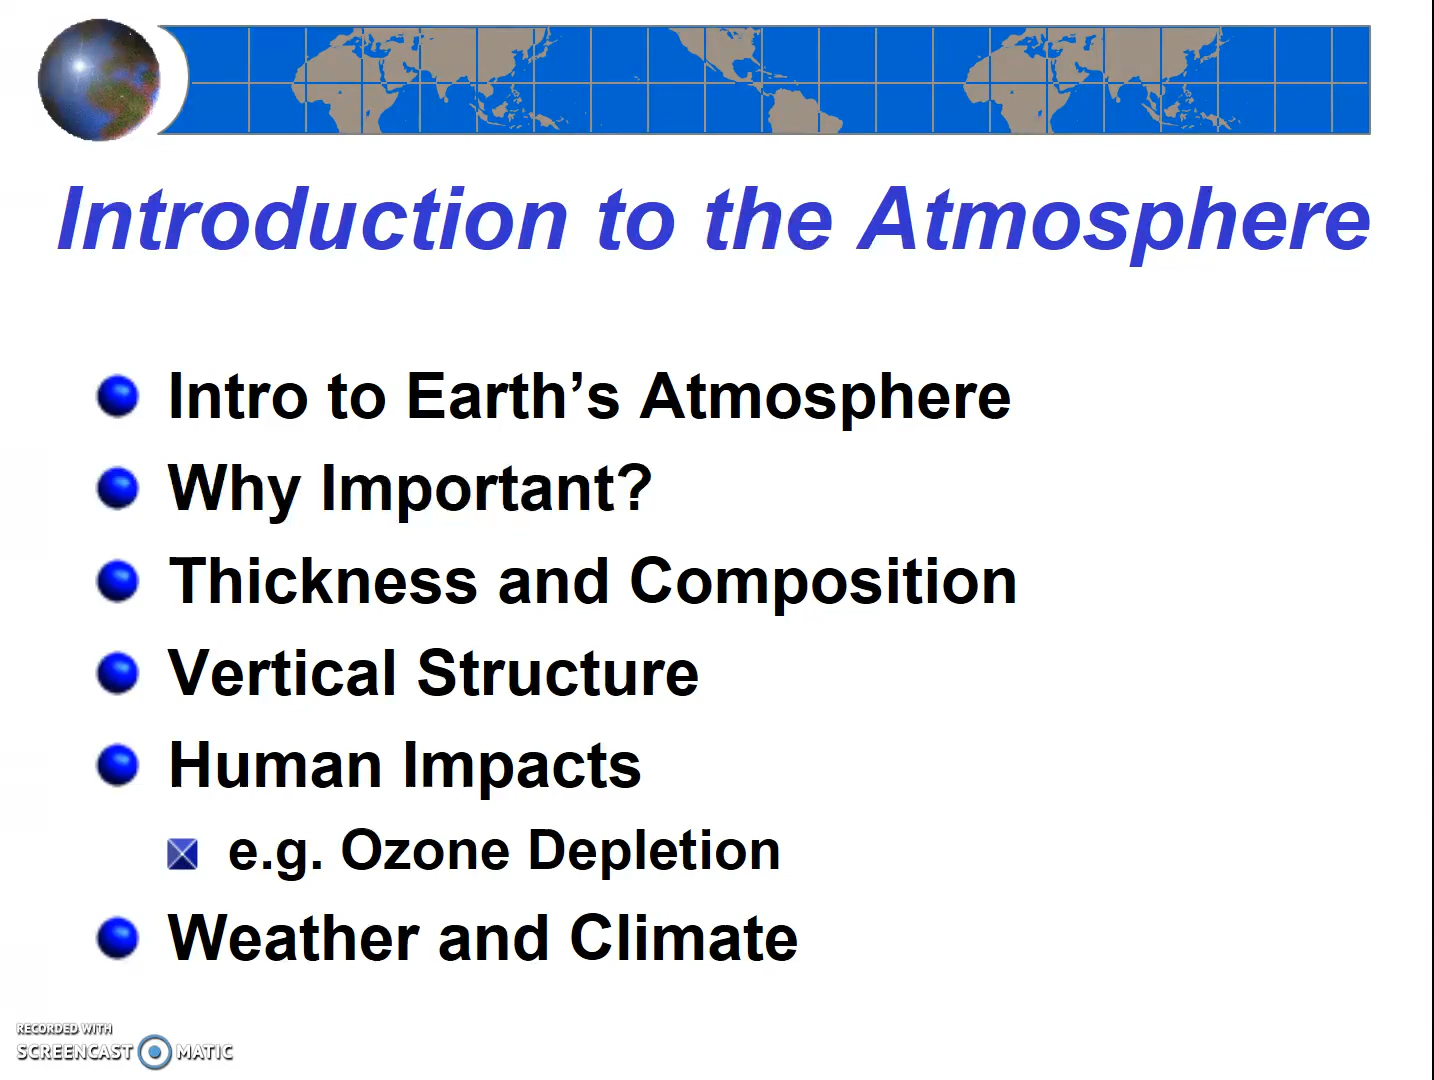 Introduction to the Atmosphere
Intro to Earth’s Atmosphere
Why Important?
Thickness and Composition
Vertical Structure
Human Impacts
e.g. Ozone Depletion
Weather and Climate
RECORDED WITH
SCREENCAST MATIC